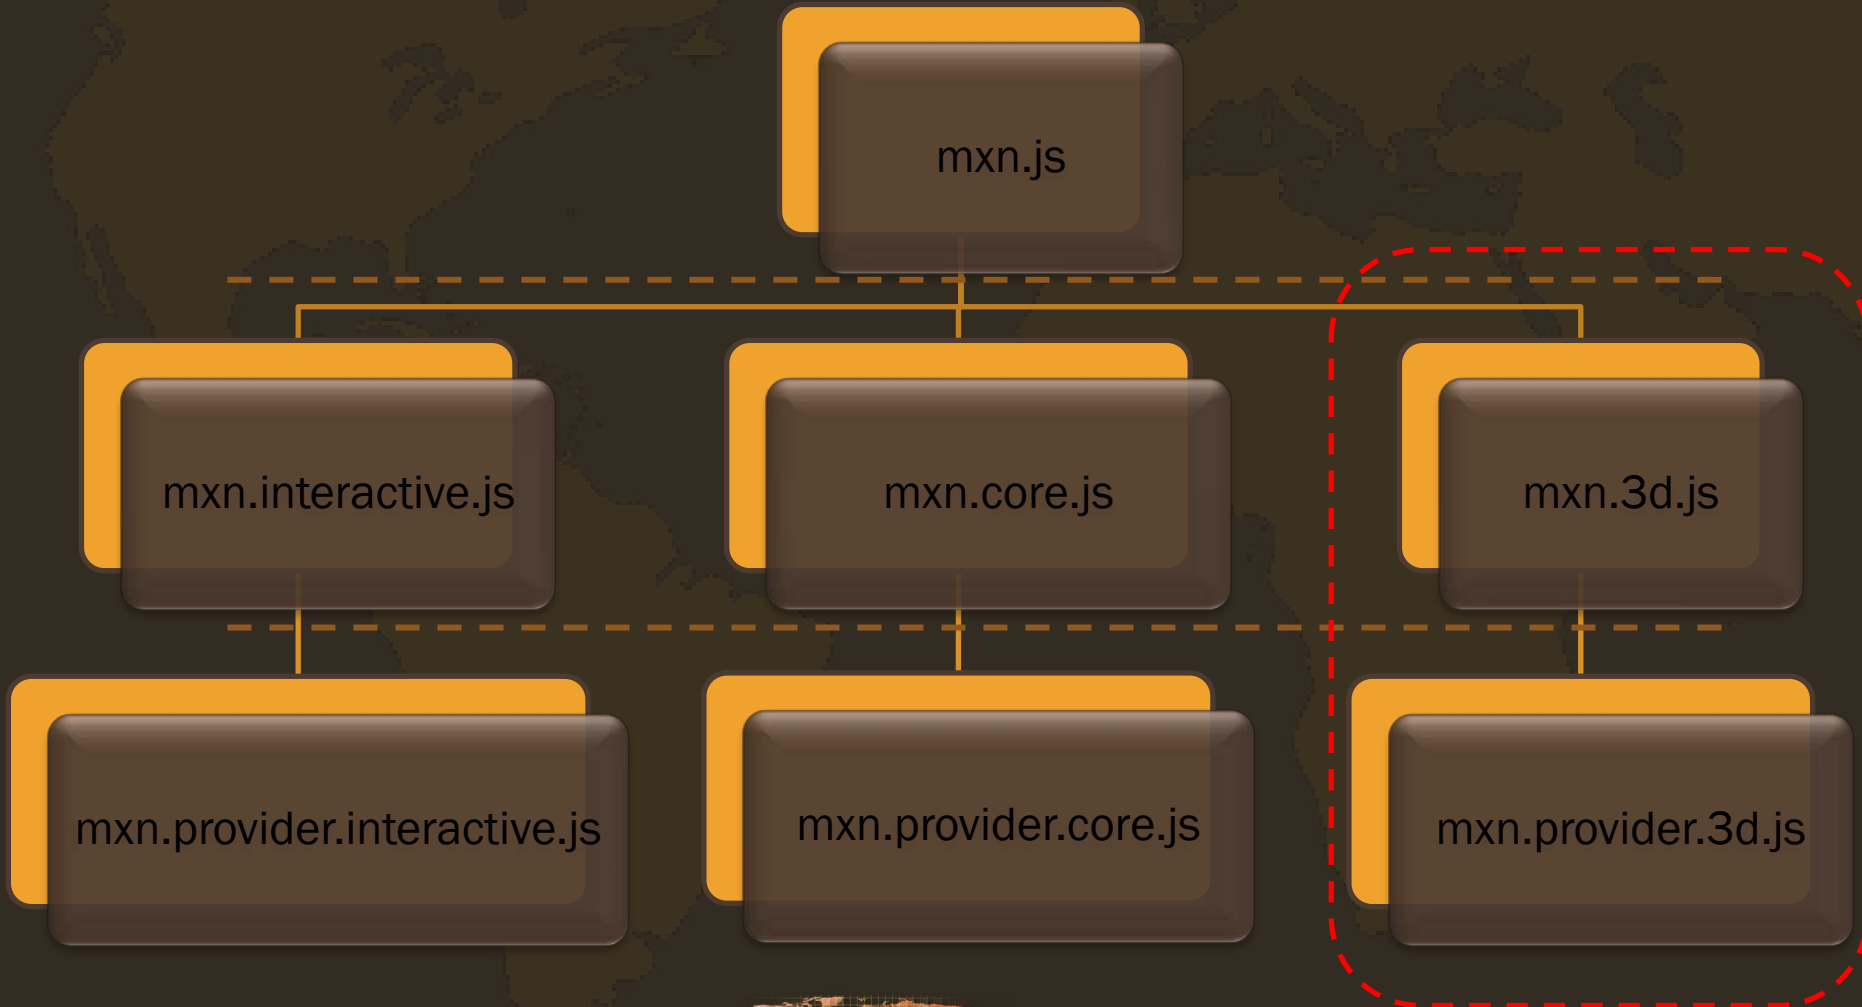 mxn.js
mxn.interactive.js
mxn.core.js
mxn.3d.js
mxn.provider.interactive.js
mxn.provider.core.js
mxn.provider.3d.js